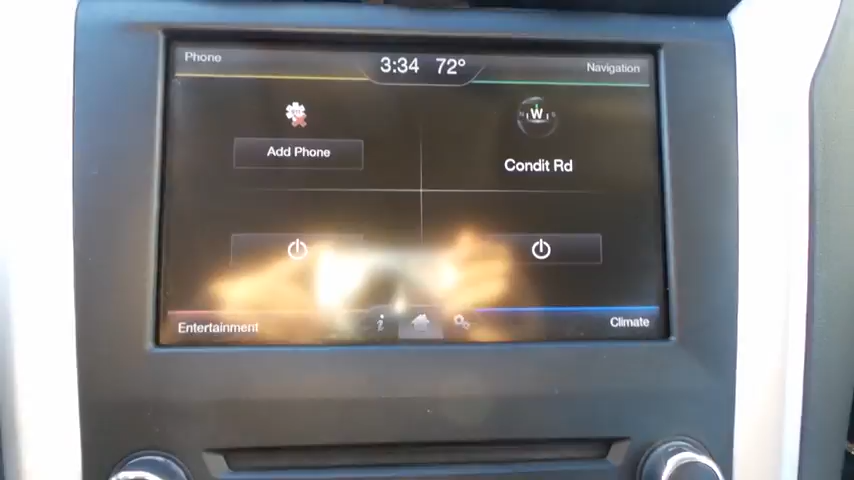 Phone
3:34 72°
Navigation
W
Add Phone
Condit Rd
Entertainment
i
Climate